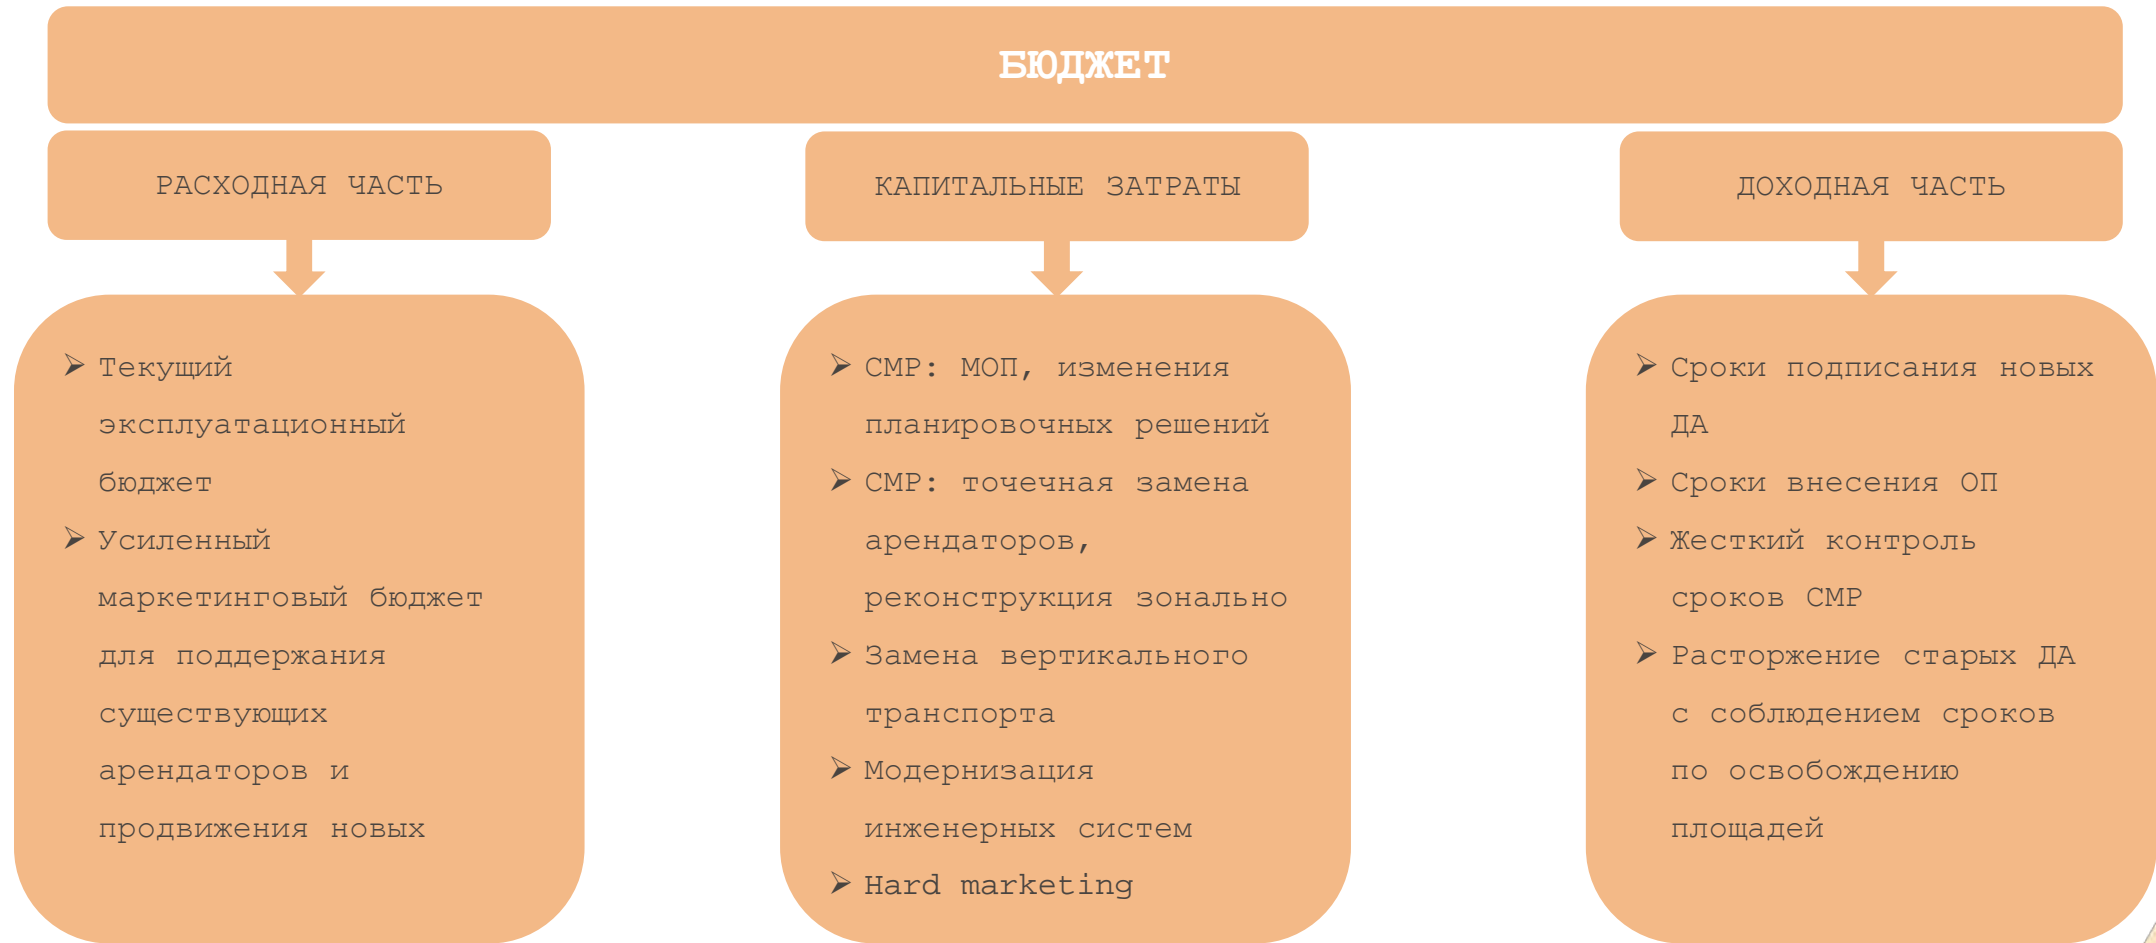 БЮДЖЕТ
РАСХОДНАЯ ЧАСТЬ
➢ Текущий
эксплуатационный
бюджет
➢ Усиленный
маркетинговый бюджет
для поддержания
существующих
арендаторов и
продвижения новых
КАПИТАЛЬНЫЕ ЗАТРАТЫ
➢ СМР: МОП, изменения
планировочных решений
➢ СМР: точечная замена
арендаторов,
реконструкция зонально
➢ Замена вертикального
транспорта
➢ Модернизация
инженерных систем
➢ Hard marketing
ДОХОДНАЯ ЧАСТЬ
➢ Сроки подписания новых
ДА
➢ Сроки внесения ОП
➢ Жесткий контроль
сроков СМР
➢ Расторжение старых ДА
с соблюдением сроков
по освобождению
площадей